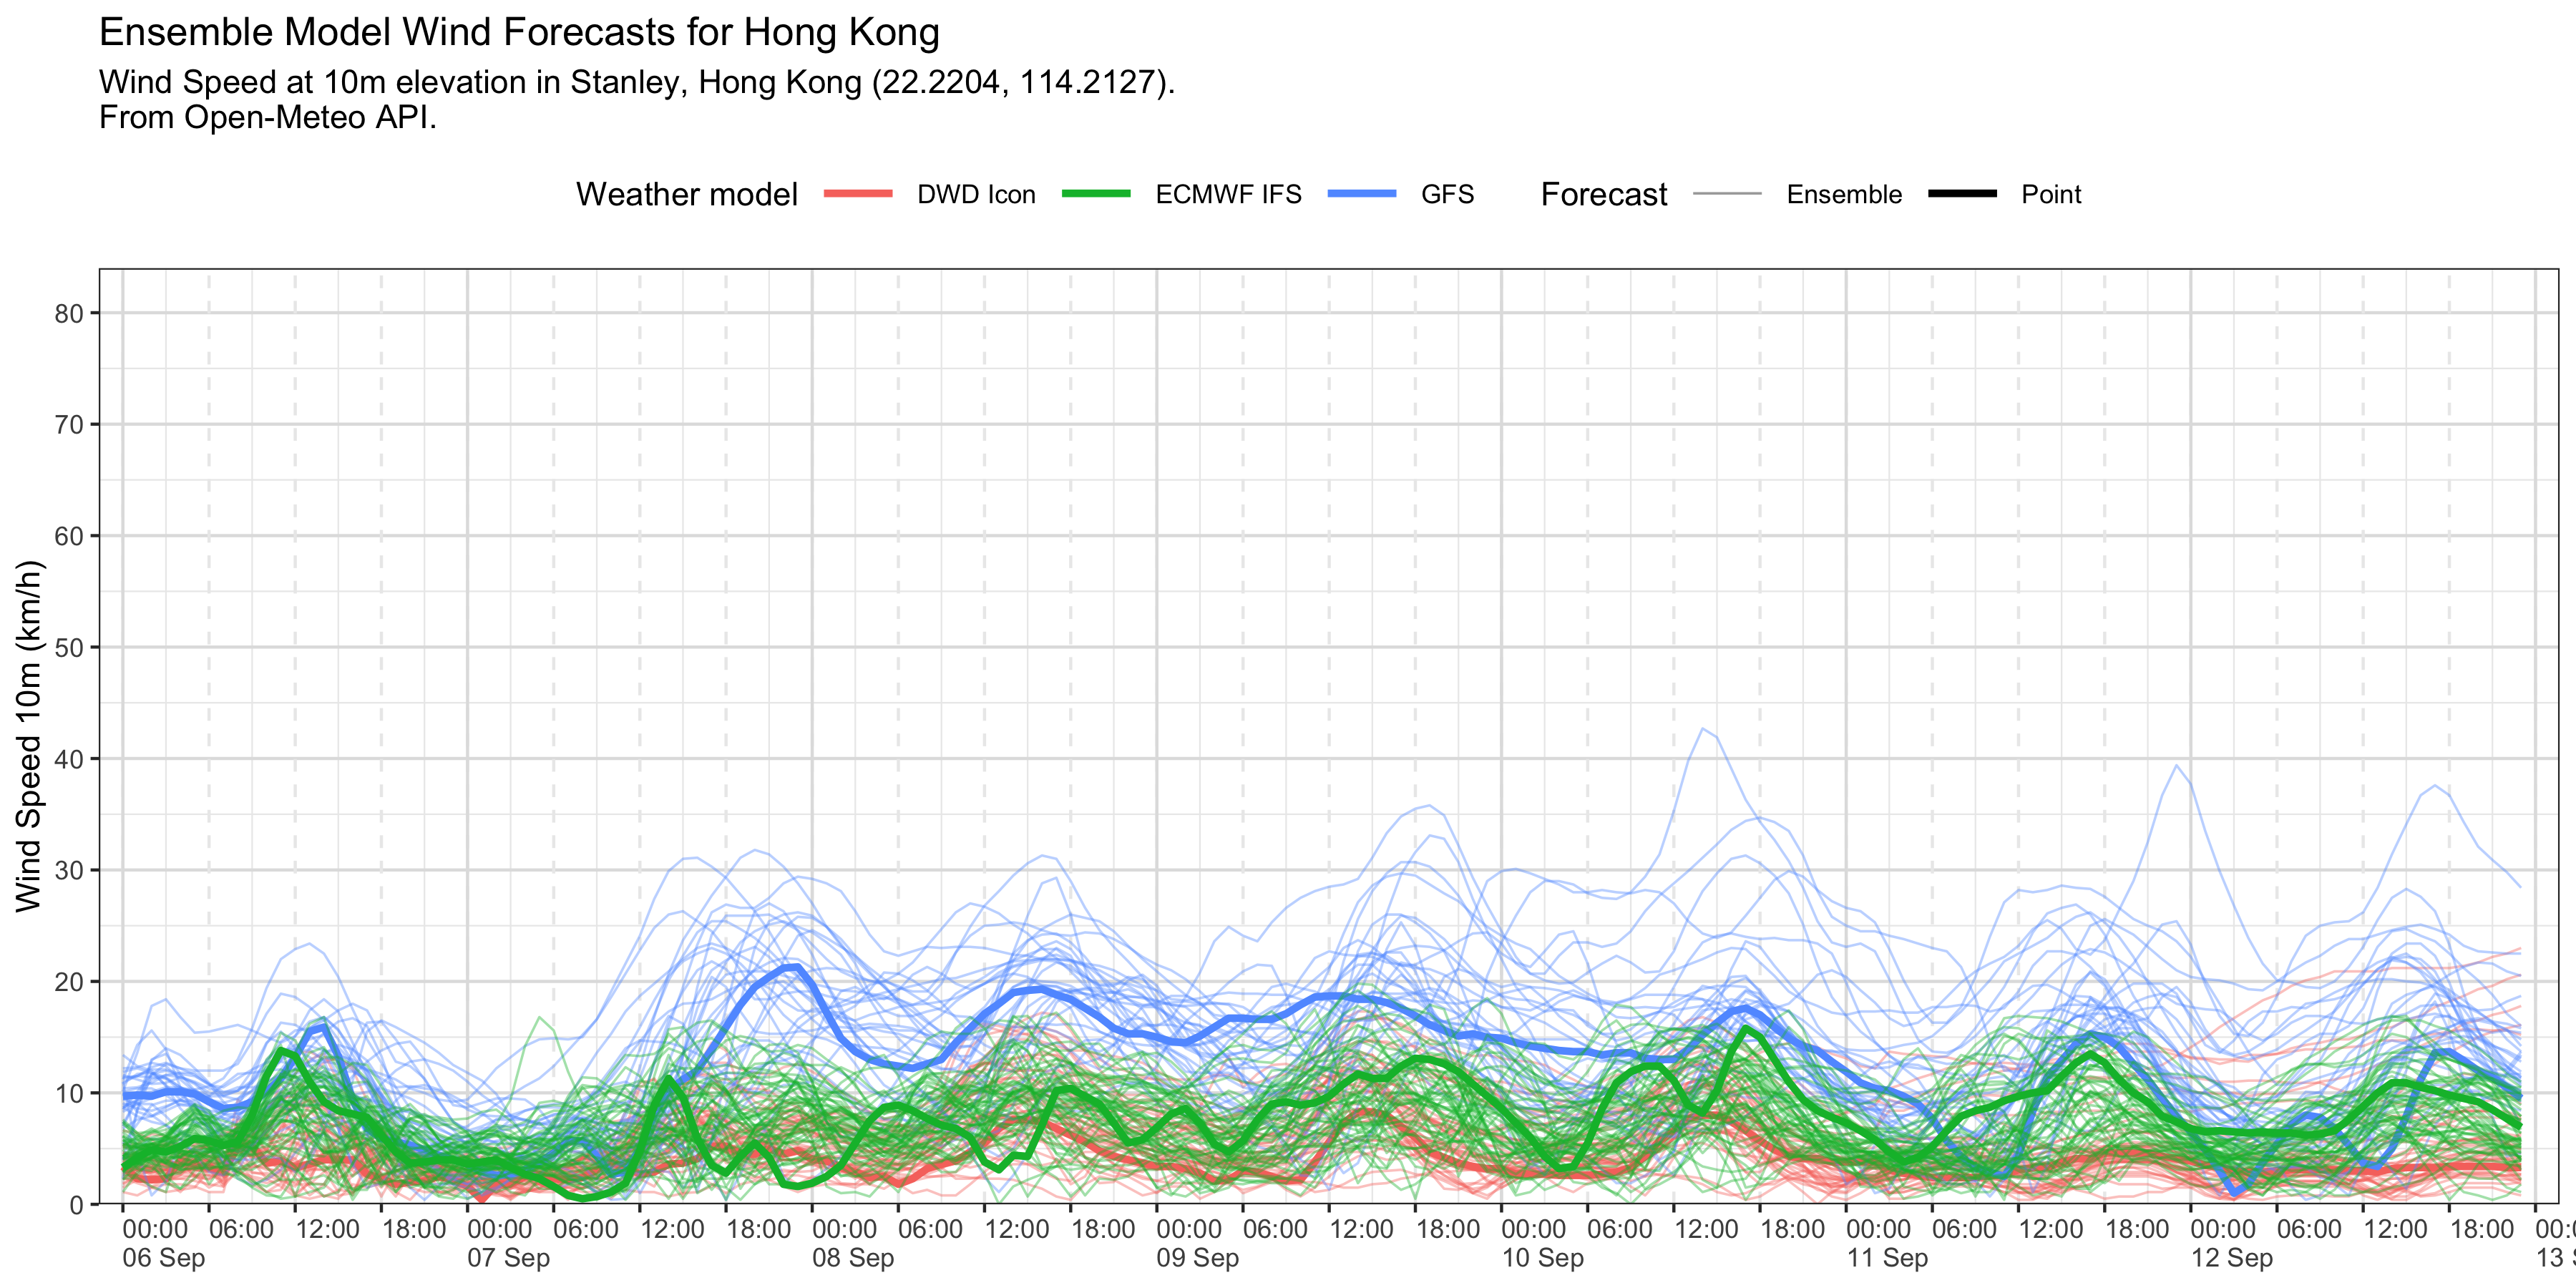 Ensemble Model Wind Forecasts for Hong Kong
Wind Speed at 10m elevation in Stanley, Hong Kong (22.2204, 114.2127).
From Open-Meteo API.
Weather model DWD Icon ECMWF IFS GFS Forecast Ensemble Point
Wind Speed 10m (km/h)
80
70
60
50
40
30
20
10
0
00:00 06:00 12:00 18:00 00:00 06:00 12:00 18:00 00:00 06:00 12:00 18:00 00:00 06:00 12:00 18:00 00:00 06:00 12:00 18:00 00:00 06:00 12:00 18:00 00:00 06:00 12:00 18:00
06 Sep 07 Sep 08 Sep 09 Sep 10 Sep 11 Sep 12 Sep 13